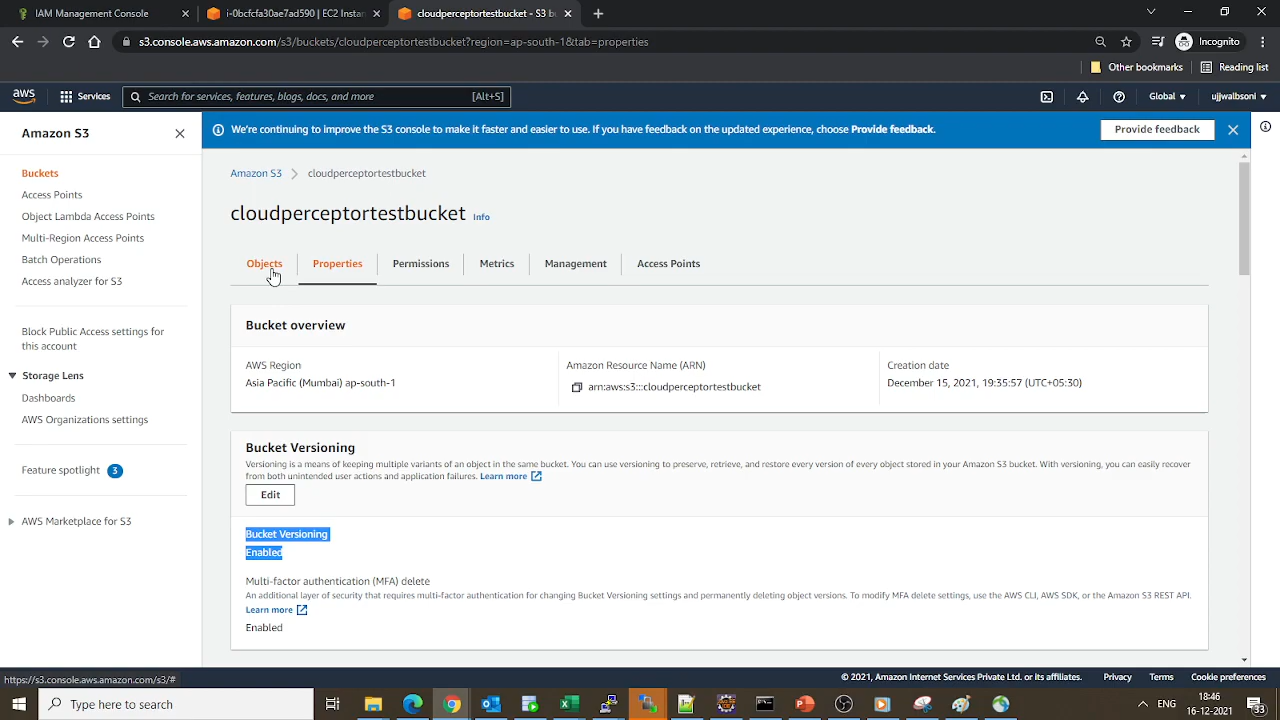 IAM Management Console
i-0bcfcfa30ae7ad590 | EC2 Instan
cloudperceptortestbucket - S3 bu
s3.console.aws.amazon.com/s3/buckets/cloudperceptortestbucket?region=ap-south-1&tab=properties
Incognito
Other bookmarks
Reading list
aws
Services
Search for services, features, blogs, docs, and more
[Alt+S]
Global
ujjwalbsoni
Amazon S3
We're continuing to improve the S3 console to make it faster and easier to use. If you have feedback on the updated experience, choose Provide feedback.
Provide feedback
Buckets
Access Points
Object Lambda Access Points
Multi-Region Access Points
Batch Operations
Access analyzer for S3
Block Public Access settings for
this account
Storage Lens
Dashboards
AWS Organizations settings
Feature spotlight 3
AWS Marketplace for S3
Amazon S3 > cloudperceptortestbucket
cloudperceptortestbucket Info
Objects
Properties
Permissions
Metrics
Management
Access Points
Bucket overview
AWS Region
Asia Pacific (Mumbai) ap-south-1
Amazon Resource Name (ARN)
arn:aws:s3:::cloudperceptortestbucket
Creation date
December 15, 2021, 19:35:57 (UTC+05:30)
Bucket Versioning
Versioning is a means of keeping multiple variants of an object in the same bucket. You can use versioning to preserve, retrieve, and restore every version of every object stored in your Amazon S3 bucket. With versioning, you can easily recover
from both unintended user actions and application failures. Learn more
Edit
Bucket Versioning
Enabled
Multi-factor authentication (MFA) delete
An additional layer of security that requires multi-factor authentication for changing Bucket Versioning settings and permanently deleting object versions. To modify MFA delete settings, use the AWS CLI, AWS SDK, or the Amazon S3 REST API.
Learn more
Enabled
https://s3.console.aws.amazon.com/s3/#
© 2021, Amazon Internet Services Private Ltd. or its affiliates.
Privacy
Terms
Cookie preferences
Type here to search
ENG
18:46
16-12-2021
33